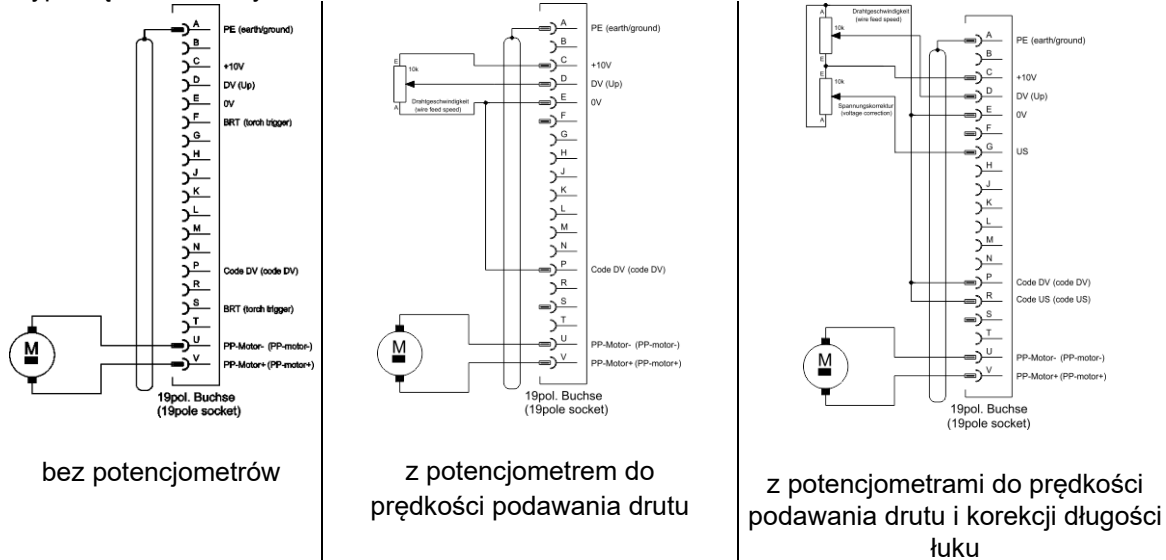 A PE (earth/ground)
B
C +10V
D DV (Up)
E 0V
F BRT (torch trigger)
G
H
J
K
L
M
N
P Code DV (code DV)
R
S BRT (torch trigger)
T
U PP-Motor- (PP-motor-)
V PP-Motor+ (PP-motor+)
M
19pol. Buchse
(19pole socket)
bez potencjometrów
A PE (earth/ground)
B
E
C +10V
10k
D DV (Up)
Drahtgeschwindigkeit
(wire feed speed)
E 0V
A
F
G
H
J
K
L
M
N
P Code DV (code DV)
R
S
T
U PP-Motor- (PP-motor-)
M
V PP-Motor+ (PP-motor+)
19pol. Buchse
(19pole socket)
z potencjometrem do
prędkości podawania drutu
A
Drahtgeschwindigkeit
(wire feed speed)
10k
A PE (earth/ground)
B
E
E
C +10V
10k
D DV (Up)
Spannungskorrektur
(voltage correction)
E 0V
A
F
G US
H
J
K
L
M
N
P Code DV (code DV)
R Code US (code US)
S
T
U PP-Motor- (PP-motor-)
M
V PP-Motor+ (PP-motor+)
19pol. Buchse
(19pole socket)
z potencjometrami do prędkości
podawania drutu i korekcji długości
łuku